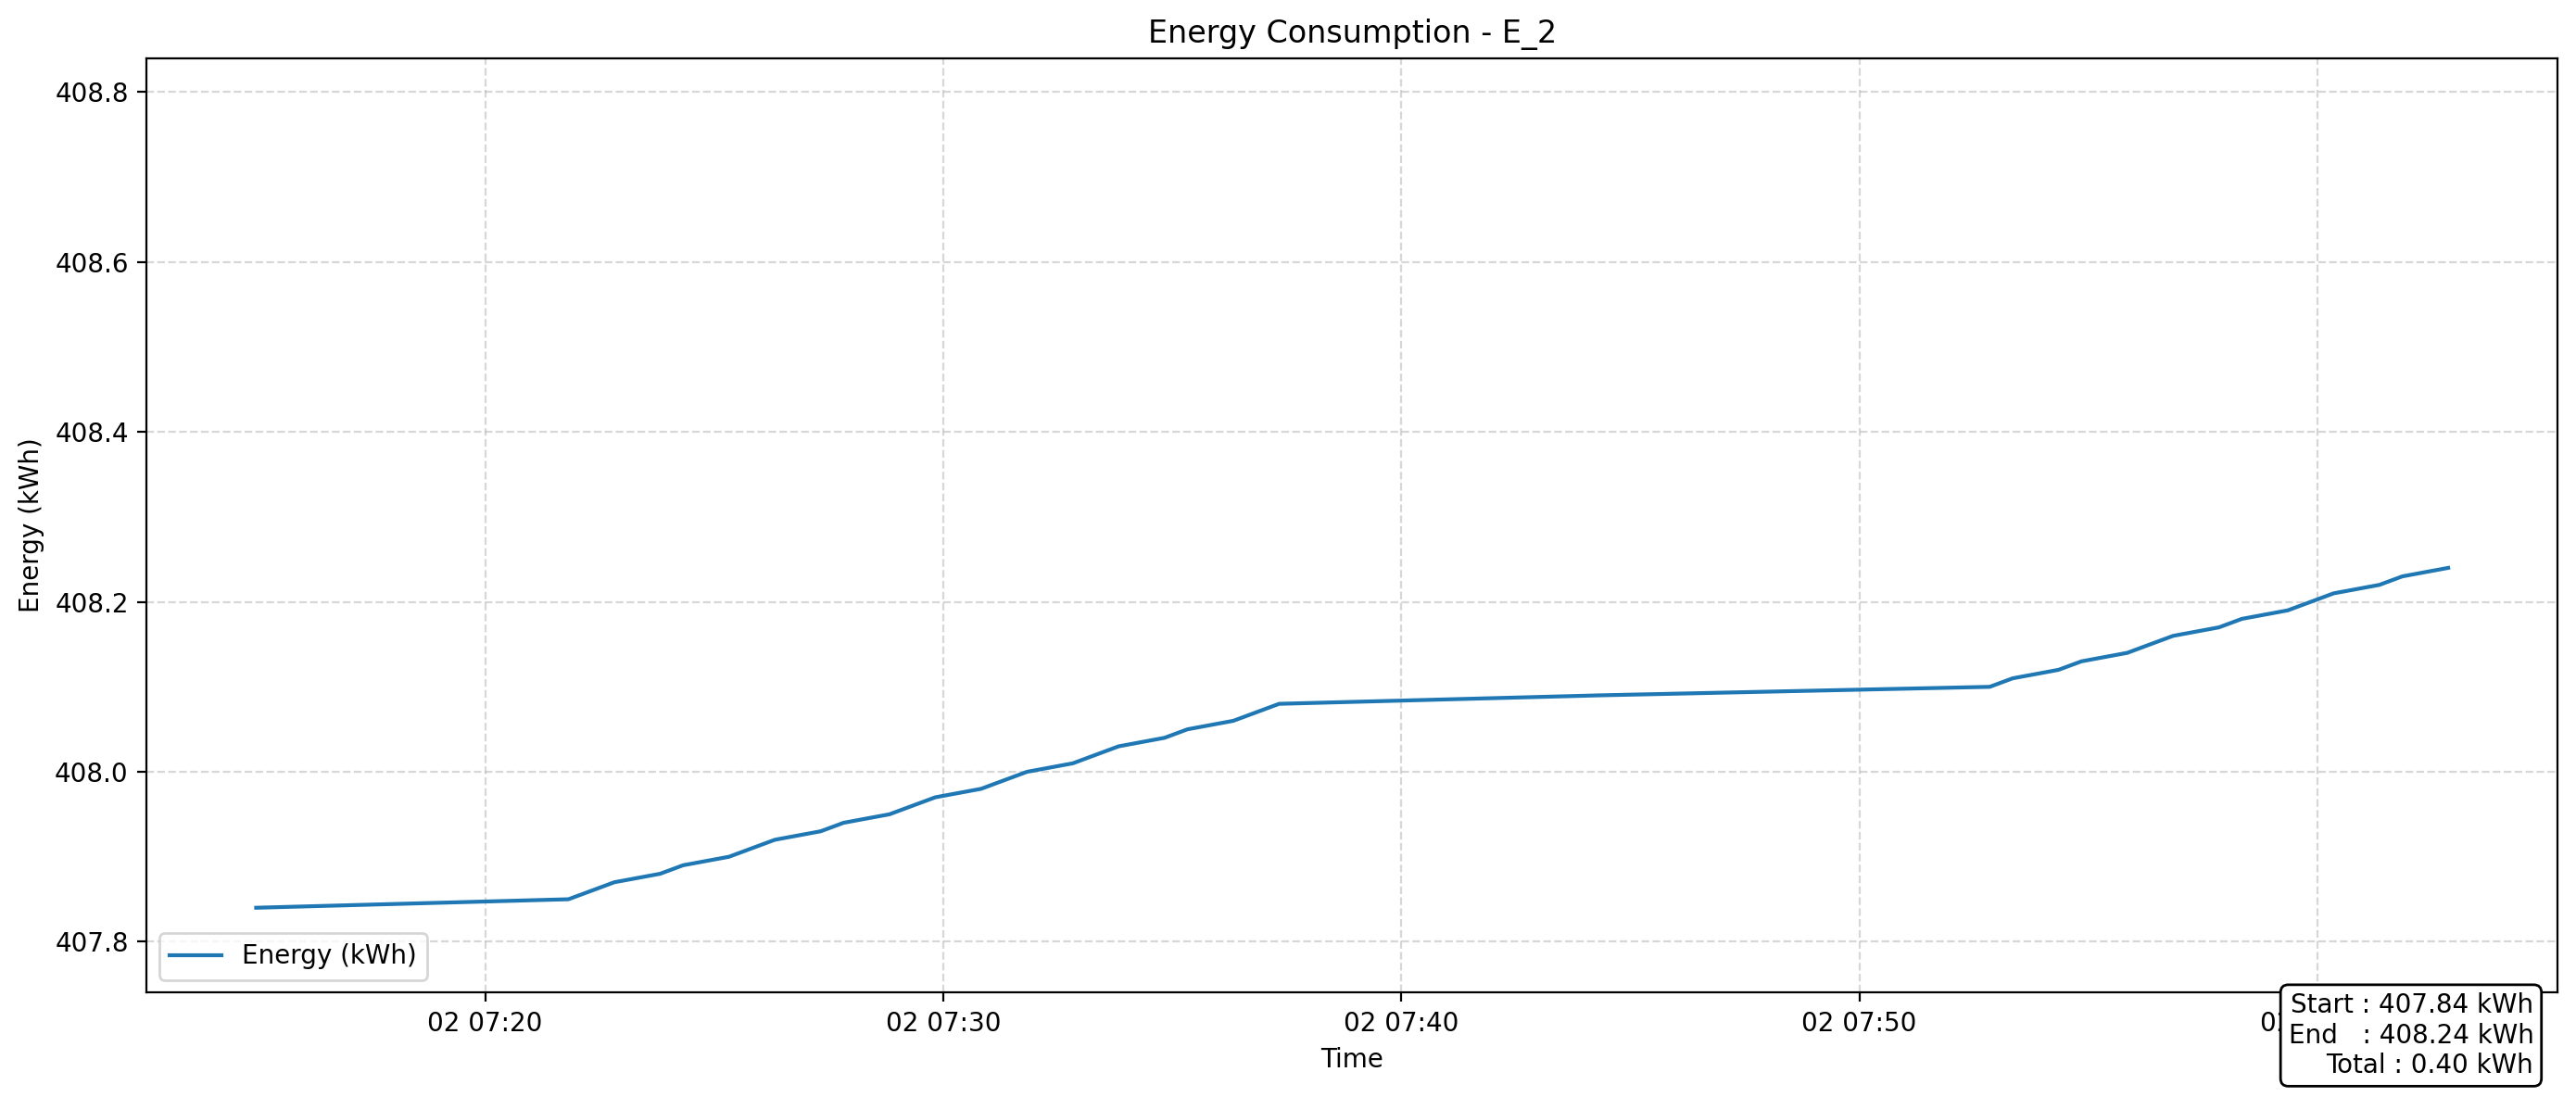 Energy Consumption - E_2
Energy (kWh)
408.8
408.6
408.4
408.2
408.0
407.8
Energy (kWh)
02 07:20
02 07:30
02 07:40
02 07:50
Time
Start : 407.84 kWh
End : 408.24 kWh
Total : 0.40 kWh